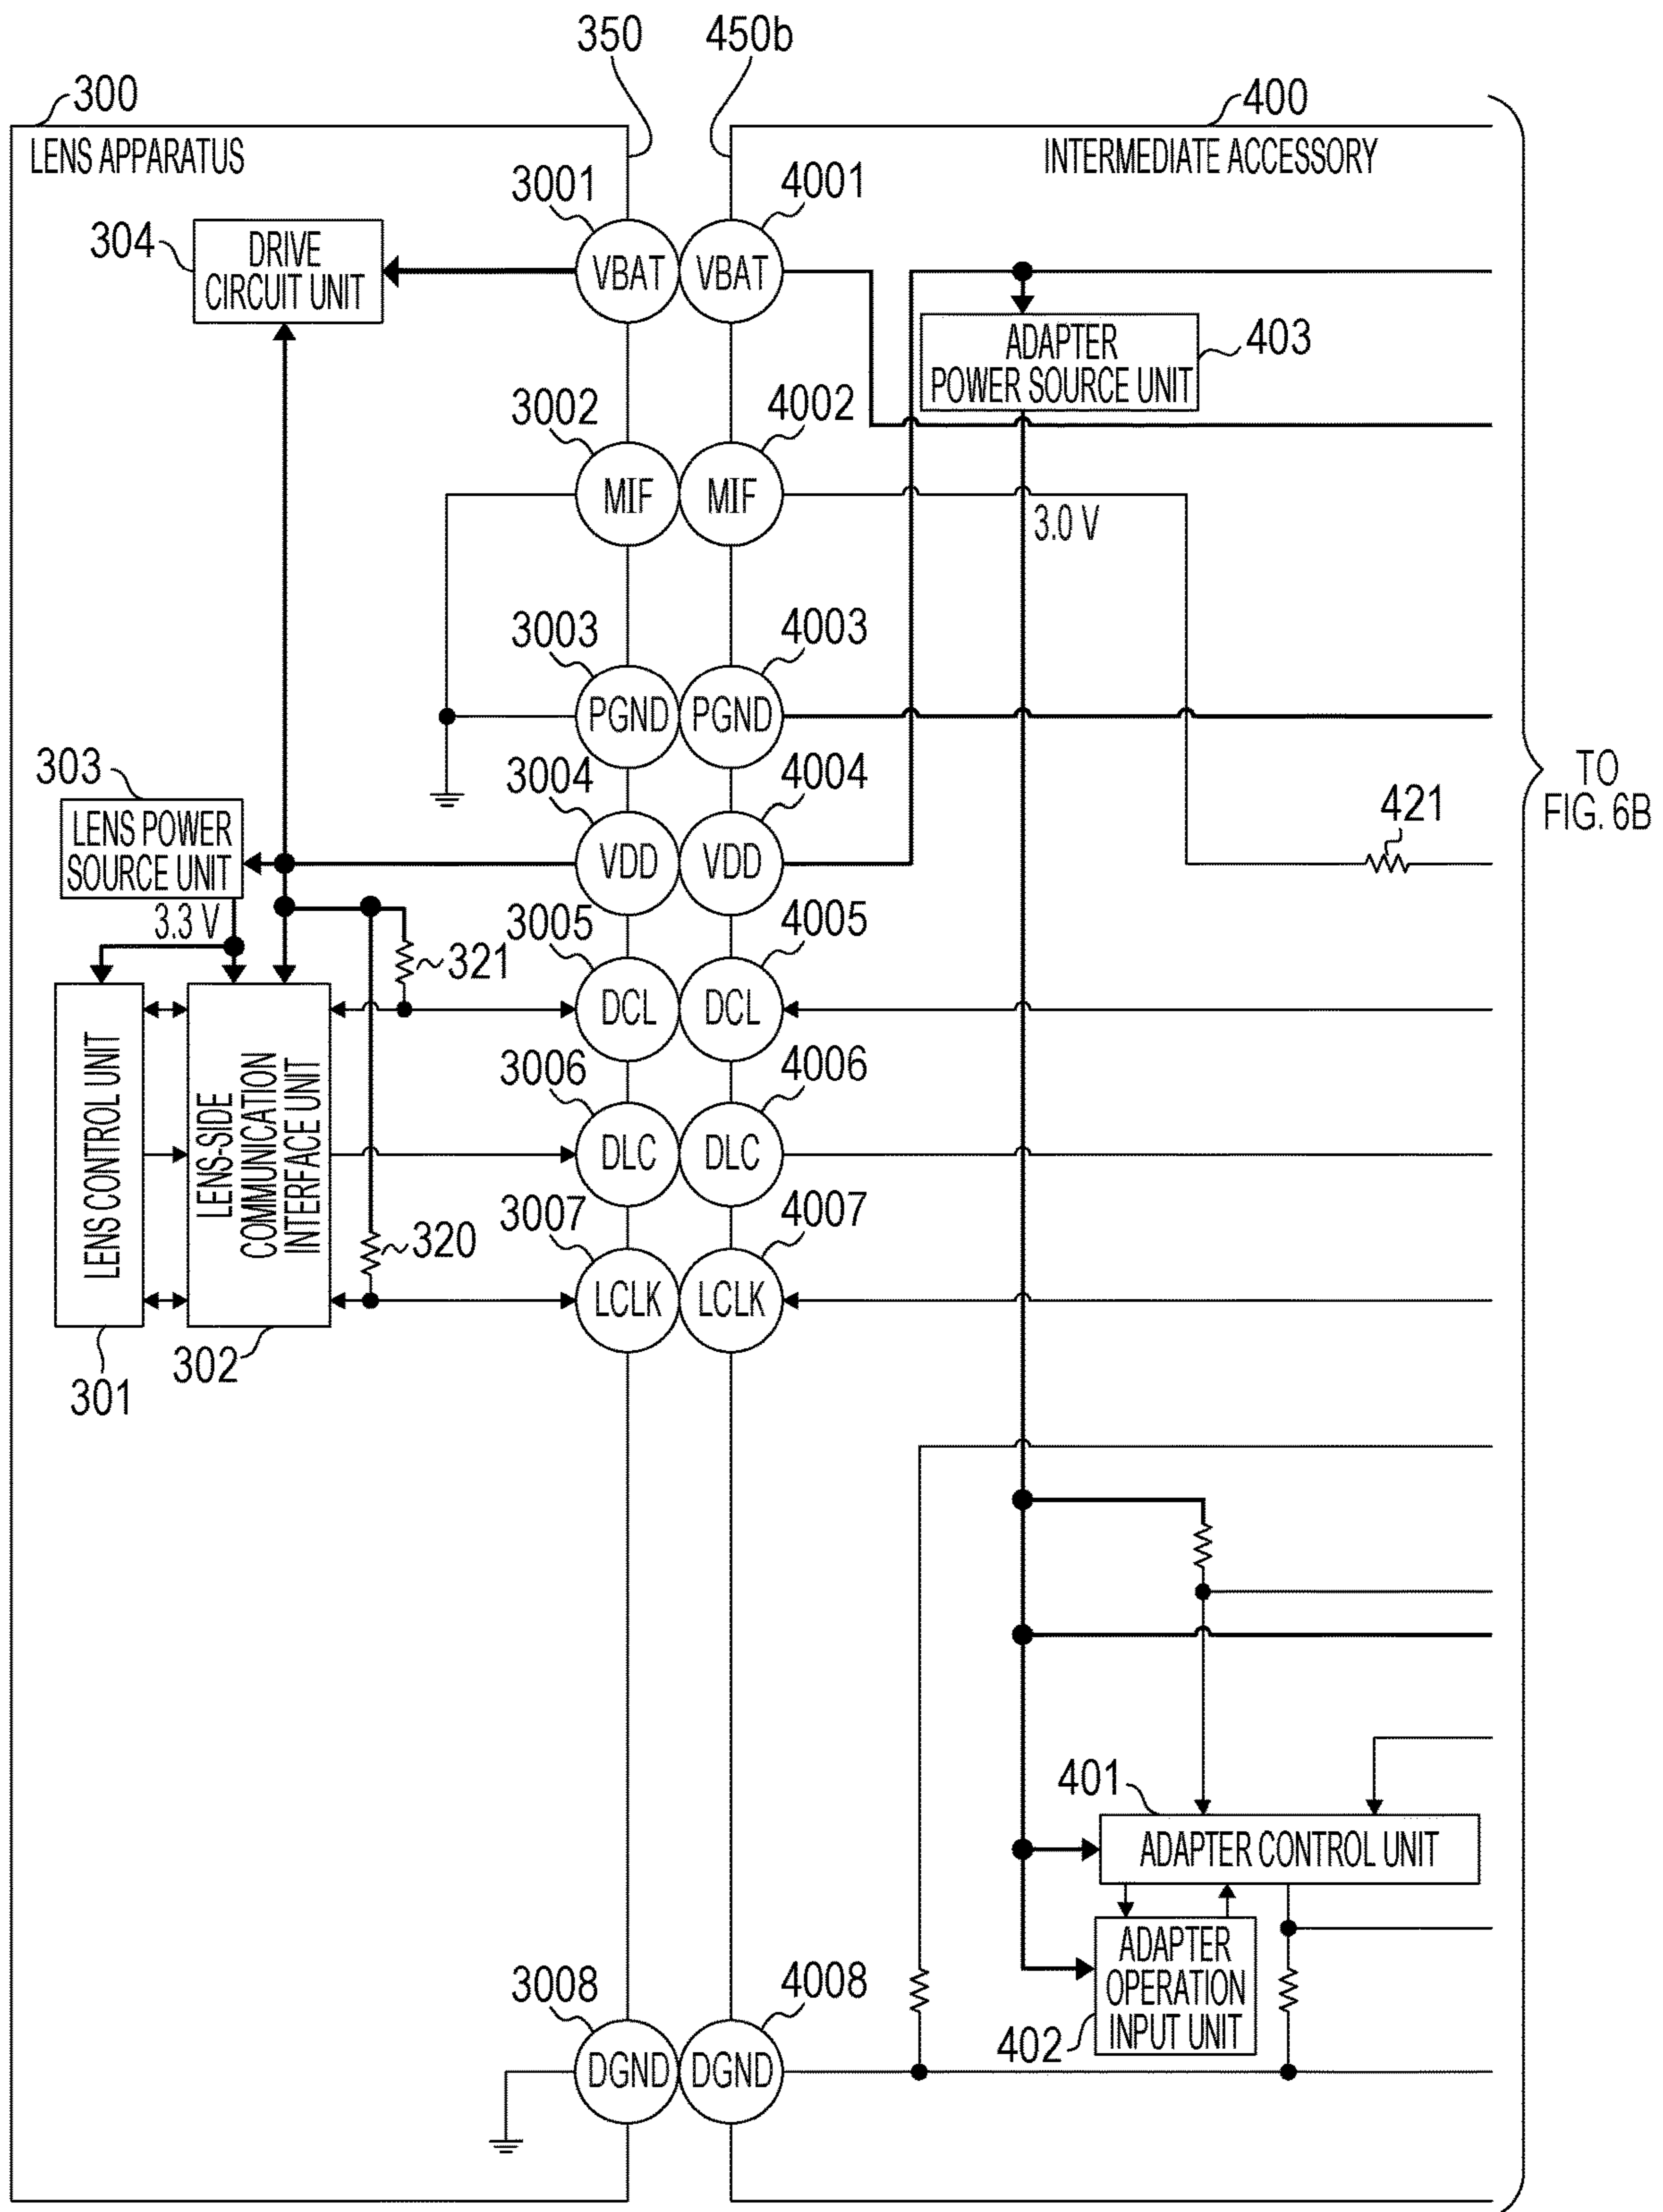 350
450b
300
400
LENS APPARATUS
INTERMEDIATE ACCESSORY
3001
4001
304
DRIVE
CIRCUIT UNIT
VBAT
VBAT
ADAPTER
POWER SOURCE UNIT
403
3002
4002
MIF
MIF
3.0 V
3003
4003
PGND
PGND
303
3004
4004
TO
FIG. 6B
LENS POWER
SOURCE UNIT
VDD
VDD
421
3.3 V
3005
4005
321
DCL
DCL
LENS CONTROL UNIT
LENS-SIDE
COMMUNICATION
INTERFACE UNIT
3006
4006
DLC
DLC
3007
4007
320
LCLK
LCLK
301
302
401
ADAPTER CONTROL UNIT
3008
4008
ADAPTER
OPERATION
INPUT UNIT
402
DGND
DGND